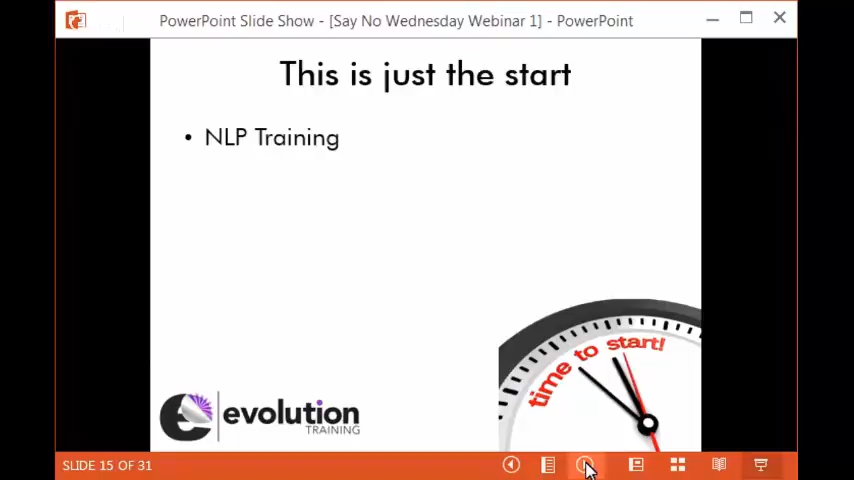 PowerPoint Slide Show - [Say No Wednesday Webinar 1] - PowerPoint
This is just the start
• NLP Training
time to start!
evolution
TRAINING
SLIDE 15 OF 31